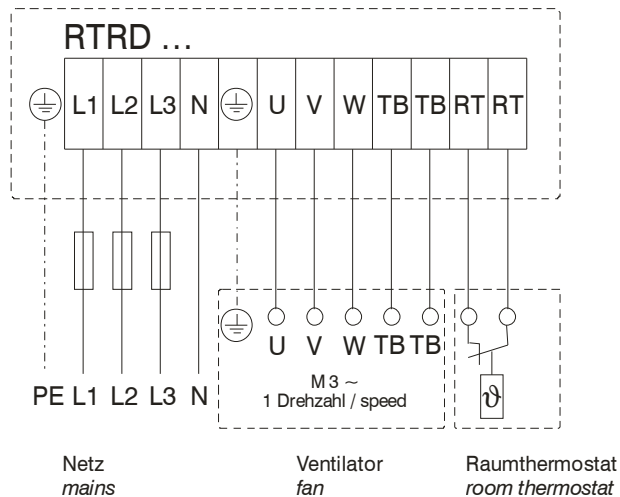 RTRD ...
L1 L2 L3 N U V W TB TB RT RT
U V W TB TB
M 3 ~
1 Drehzahl / speed
ϑ
PE L1 L2 L3 N
Netz Ventilator Raumthermostat
mains fan room thermostat